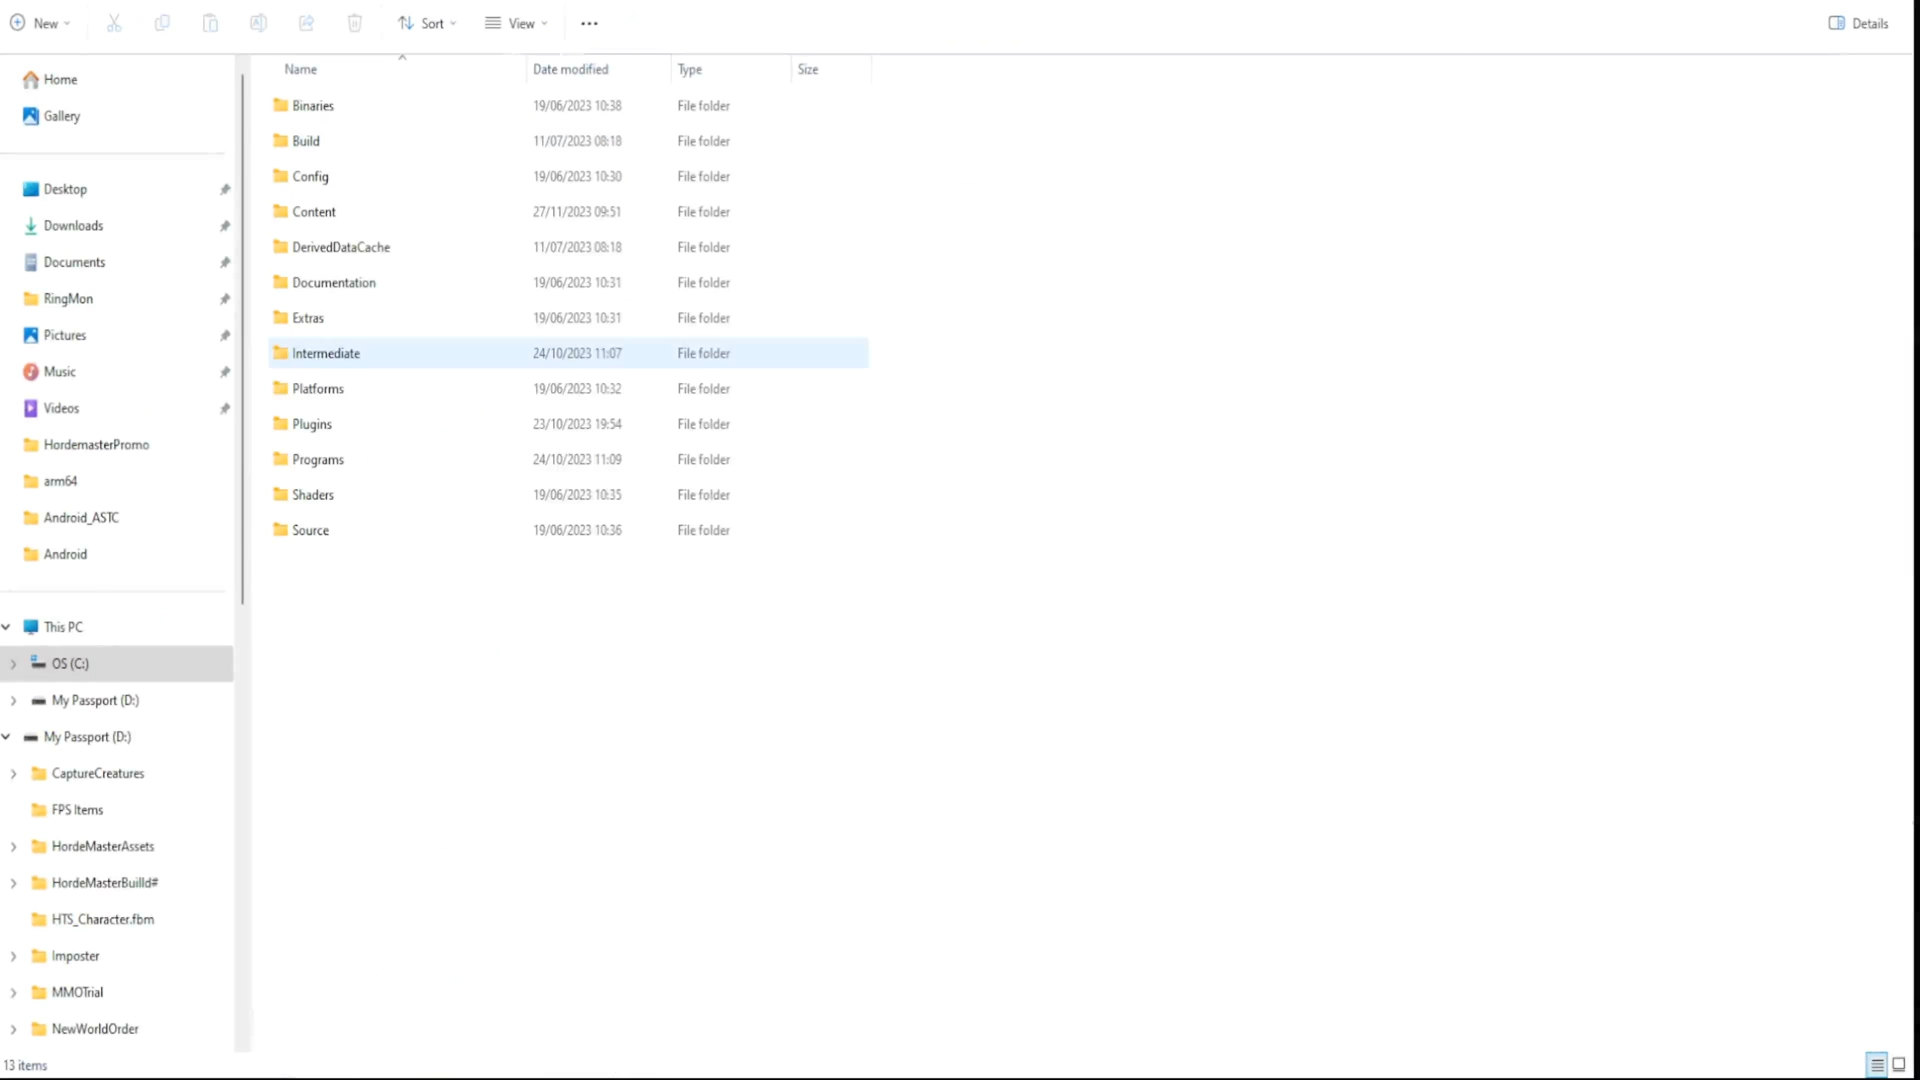 New Sort View Details
Name Date modified Type Size
Home
Gallery
Desktop
Downloads
Documents
RingMon
Pictures
Music
Videos
HordemasterPromo
arm64
Android_ASTC
Android
This PC
OS (C:)
My Passport (D:)
My Passport (D:)
CaptureCreatures
FPS Items
HordeMasterAssets
HordeMasterBuilld#
HTS_Character.fbm
Imposter
MMOTrial
NewWorldOrder
Binaries 19/06/2023 10:38 File folder
Build 11/07/2023 08:18 File folder
Config 19/06/2023 10:30 File folder
Content 27/11/2023 09:51 File folder
DerivedDataCache 11/07/2023 08:18 File folder
Documentation 19/06/2023 10:31 File folder
Extras 19/06/2023 10:31 File folder
Intermediate 24/10/2023 11:07 File folder
Platforms 19/06/2023 10:32 File folder
Plugins 23/10/2023 19:54 File folder
Programs 24/10/2023 11:09 File folder
Shaders 19/06/2023 10:35 File folder
Source 19/06/2023 10:36 File folder
13 items